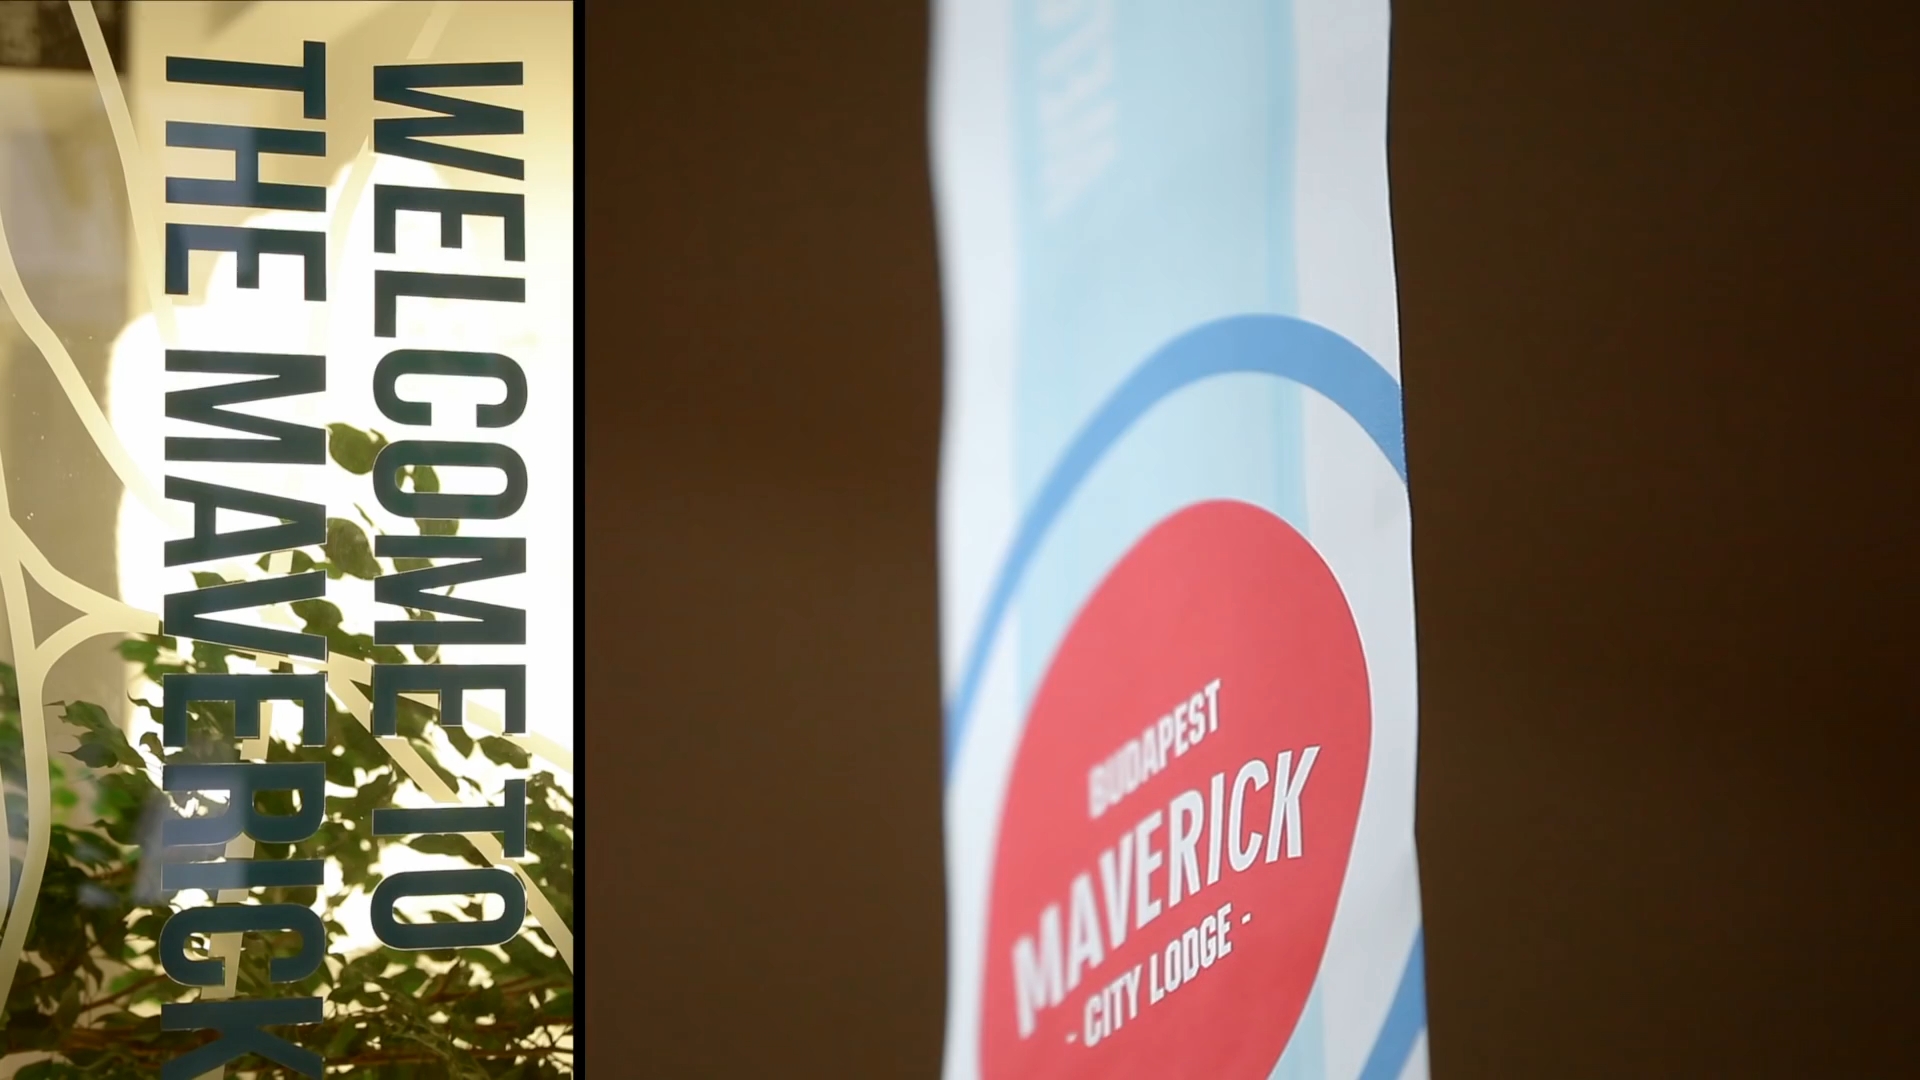 WELCOME TO
THE MAVERICK
BUDAPEST
MAVERICK
- CITY LODGE -